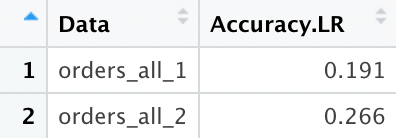 Data Accuracy.LR
1 orders_all_1 0.191
2 orders_all_2 0.266